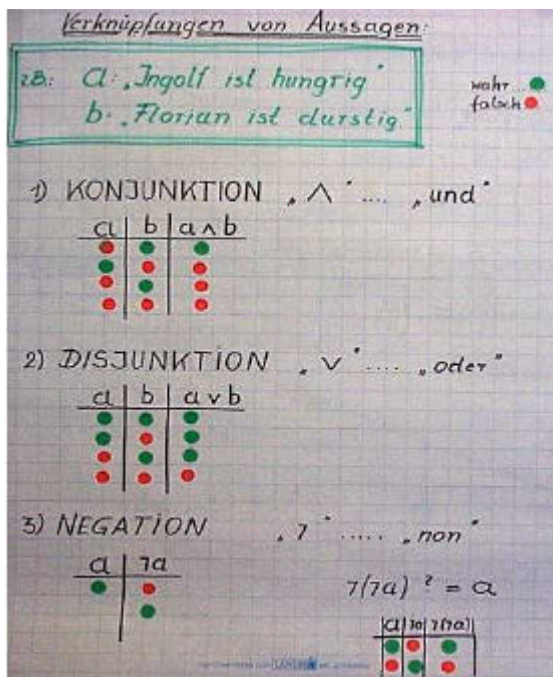 Verknüpfungen von Aussagen:
zB.: a: „Ingolf ist hungrig"
b: „Florian ist durstig"
wahr...
falsch
1) KONJUNKTION „∧" .... „und"
a b a∧b
2) DISJUNKTION „∨" .... „oder"
a b a∨b
3) NEGATION „¬" ..... „non"
a ¬a
¬(¬a) ? = a
a ¬a ¬(¬a)
LANDRÉ